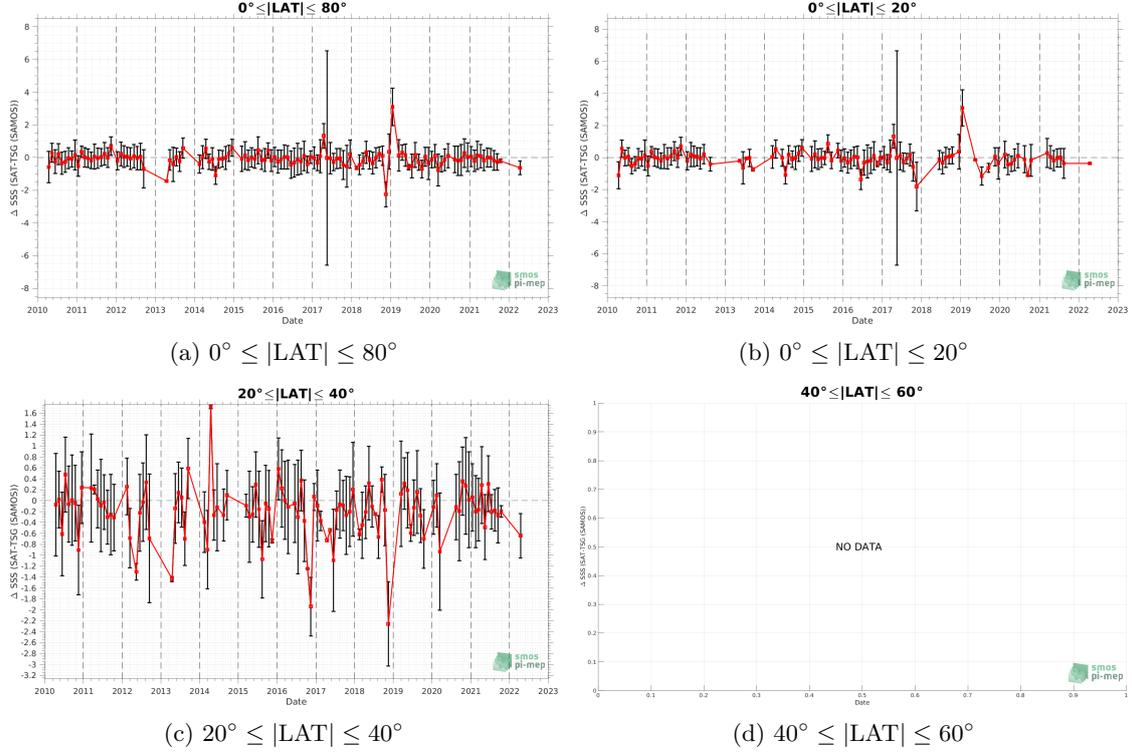 0°≤|LAT|≤ 80°
8
6
4
2
0
-2
-4
-6
-8
Δ SSS (SAT-TSG (SAMOS))
2010 2011 2012 2013 2014 2015 2016 2017 2018 2019 2020 2021 2022 2023
Date
smos
pi-mep
(a) 0° ≤ |LAT| ≤ 80°
0°≤|LAT|≤ 20°
8
6
4
2
0
-2
-4
-6
-8
Δ SSS (SAT-TSG (SAMOS))
2010 2011 2012 2013 2014 2015 2016 2017 2018 2019 2020 2021 2022 2023
Date
smos
pi-mep
(b) 0° ≤ |LAT| ≤ 20°
20°≤|LAT|≤ 40°
1.6
1.4
1.2
1
0.8
0.6
0.4
0.2
0
-0.2
-0.4
-0.6
-0.8
-1
-1.2
-1.4
-1.6
-1.8
-2
-2.2
-2.4
-2.6
-2.8
-3
-3.2
Δ SSS (SAT-TSG (SAMOS))
2010 2011 2012 2013 2014 2015 2016 2017 2018 2019 2020 2021 2022 2023
Date
smos
pi-mep
(c) 20° ≤ |LAT| ≤ 40°
40°≤|LAT|≤ 60°
1
0.9
0.8
0.7
0.6
0.5
0.4
0.3
0.2
0.1
0
Δ SSS (SAT-TSG (SAMOS))
NO DATA
0 0.1 0.2 0.3 0.4 0.5 0.6 0.7 0.8 0.9 1
Date
smos
pi-mep
(d) 40° ≤ |LAT| ≤ 60°